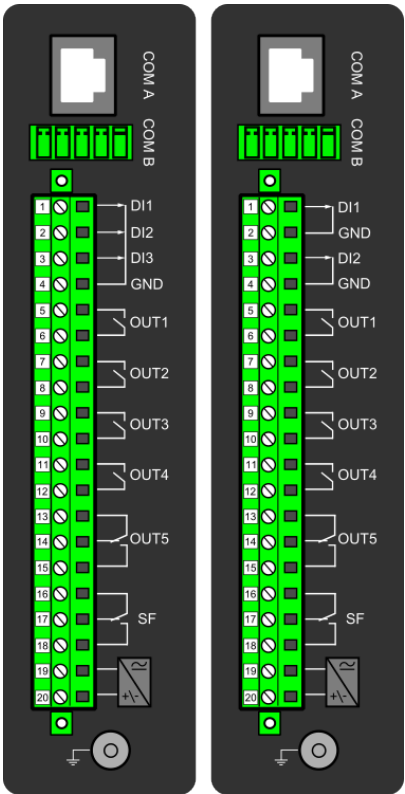 COM A
COM B
1 DI1
2 DI2
3 DI3
4 GND
5
OUT1
6
7
OUT2
8
9
OUT3
10
11
OUT4
12
13
14 OUT5
15
16
17 SF
18
19 ~
20 +/-
COM A
COM B
1 DI1
2 GND
3 DI2
4 GND
5
OUT1
6
7
OUT2
8
9
OUT3
10
11
OUT4
12
13
14 OUT5
15
16
17 SF
18
19 ~
20 +/-